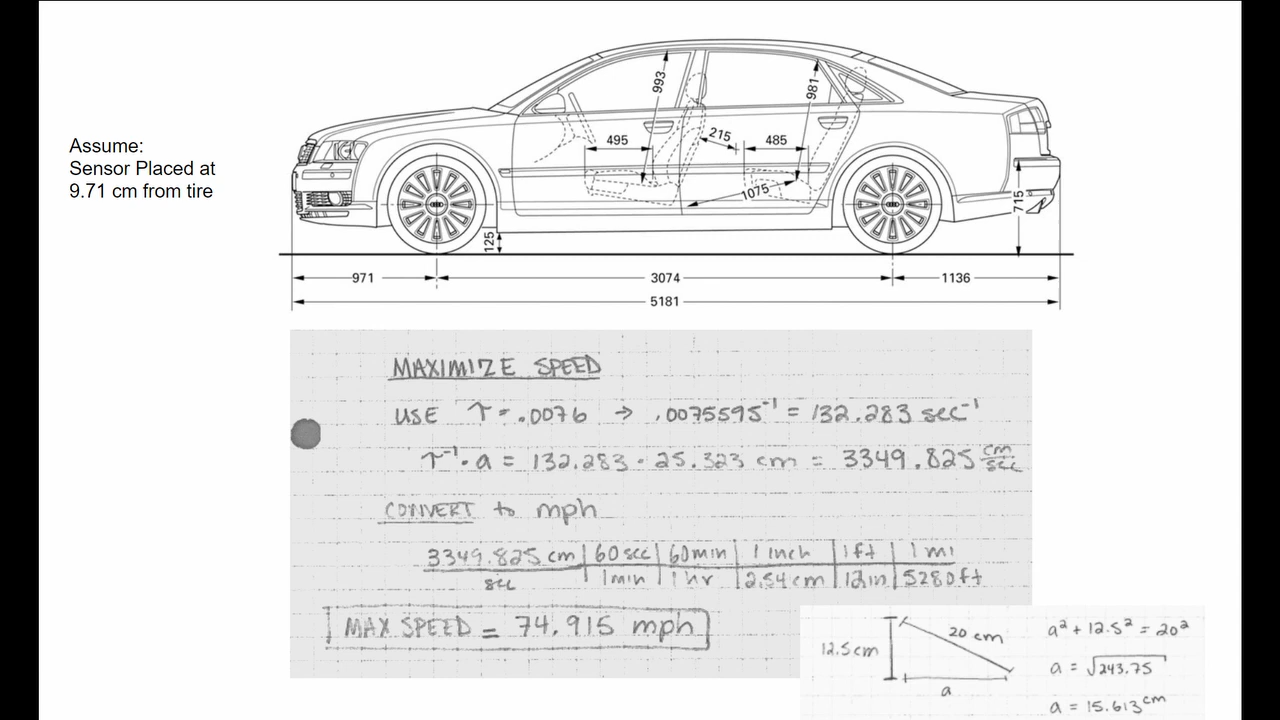 Assume:
Sensor Placed at
9.71 cm from tire
993
981
495
215
485
1075
715
125
971
3074
1136
5181
MAXIMIZE SPEED
USE τ = .0076 → .0075595⁻¹ = 132.283 sec⁻¹
τ⁻¹ · a = 132.283 · 25.323 cm = 3349.825 cm/sec
CONVERT to mph
3349.825 cm | 60 sec | 60 min | 1 inch | 1 ft | 1 mi
sec | 1 min | 1 hr | 2.54 cm | 12 in | 5280 ft
MAX SPEED = 74.915 mph
12.5 cm
20 cm
a
a² + 12.5² = 20²
a = √243.75
a = 15.613 cm